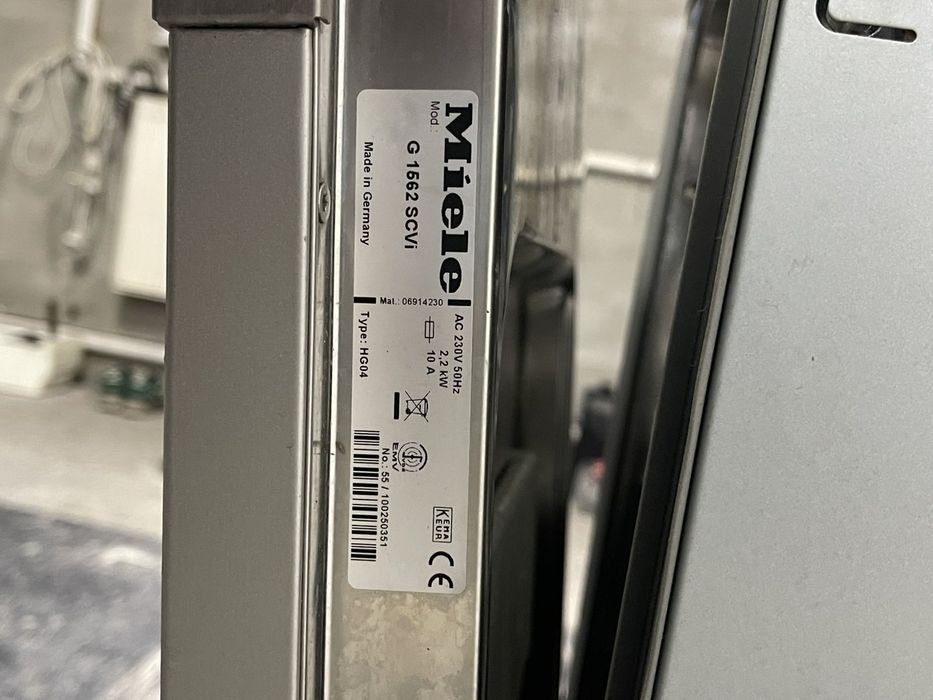 Miele
Mod.: G 1562 SCVi
Made in Germany
Mat.: 06914230
AC 230V 50Hz
2,2 kW
10 A
Type: HG04
EMV
No.: 55 / 100250351
KEMA
KEUR
CE